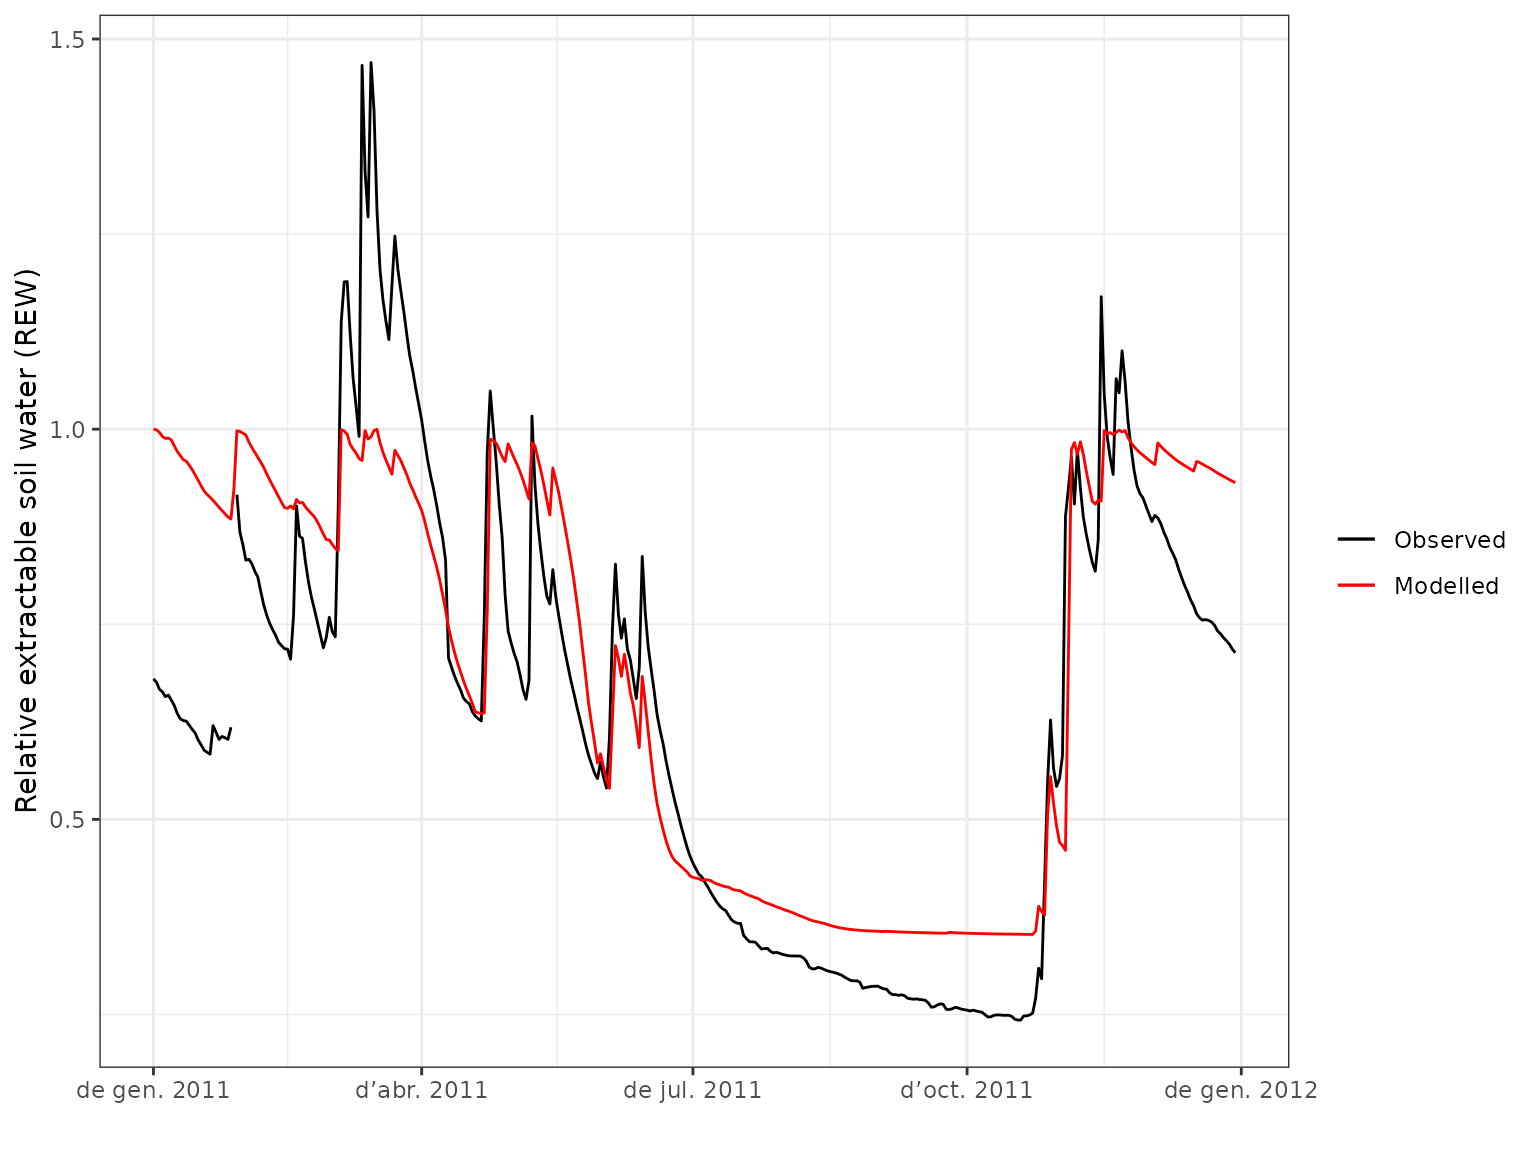 Relative extractable soil water (REW)
1.5
1.0
0.5
de gen. 2011
d’abr. 2011
de jul. 2011
d’oct. 2011
de gen. 2012
Observed
Modelled